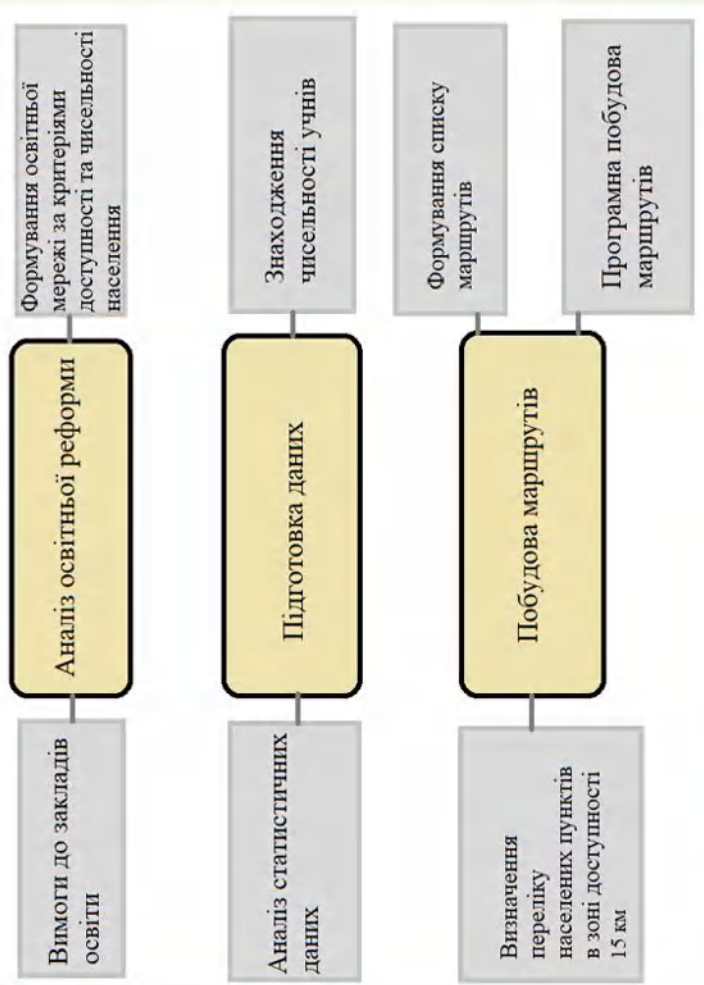 Вимоги до закладів
освіти
Аналіз освітньої реформи
Формування освітньої
мережі за критеріями
доступності та чисельності
населення
Аналіз статистичних
даних
Підготовка даних
Знаходження
чисельності учнів
Визначення
переліку
населених пунктів
в зоні доступності
15 км
Побудова маршрутів
Формування списку
маршрутів
Програмна побудова
маршрутів